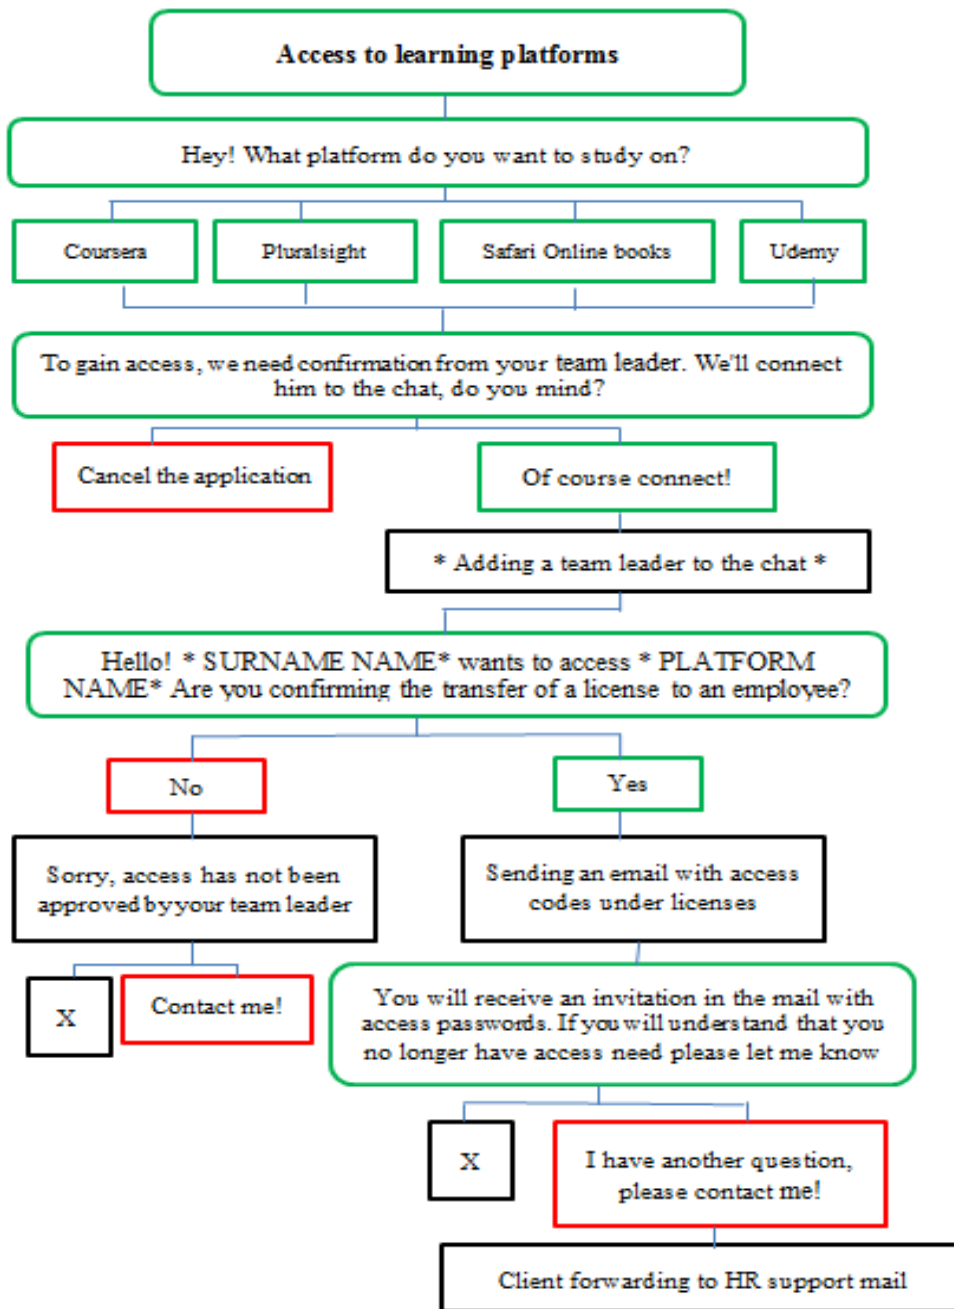 Access to learning platforms
Hey! What platform do you want to study on?
Coursera
Pluralsight
Safari Online books
Udemy
To gain access, we need confirmation from your team leader. We'll connect
him to the chat, do you mind?
Cancel the application
Of course connect!
* Adding a team leader to the chat *
Hello! * SURNAME NAME* wants to access * PLATFORM
NAME* Are you confirming the transfer of a license to an employee?
No
Yes
Sorry, access has not been
approved by your team leader
Sending an email with access
codes under licenses
X
Contact me!
You will receive an invitation in the mail with
access passwords. If you will understand that you
no longer have access need please let me know
X
I have another question,
please contact me!
Client forwarding to HR support mail